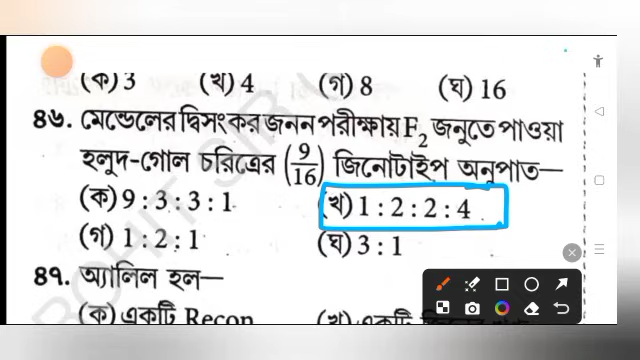 (ক) 3 (খ) 4 (গ) 8 (ঘ) 16
৪৬. মেন্ডেলের দ্বিসংকর জনন পরীক্ষায় F₂ জনুতে পাওয়া
হলুদ-গোল চরিত্রের (9/16) জিনোটাইপ অনুপাত—
(ক) 9 : 3 : 3 : 1 (খ) 1 : 2 : 2 : 4
(গ) 1 : 2 : 1 (ঘ) 3 : 1
৪৭. অ্যালিল হল—
(ক) একটি Recon (খ) একটি